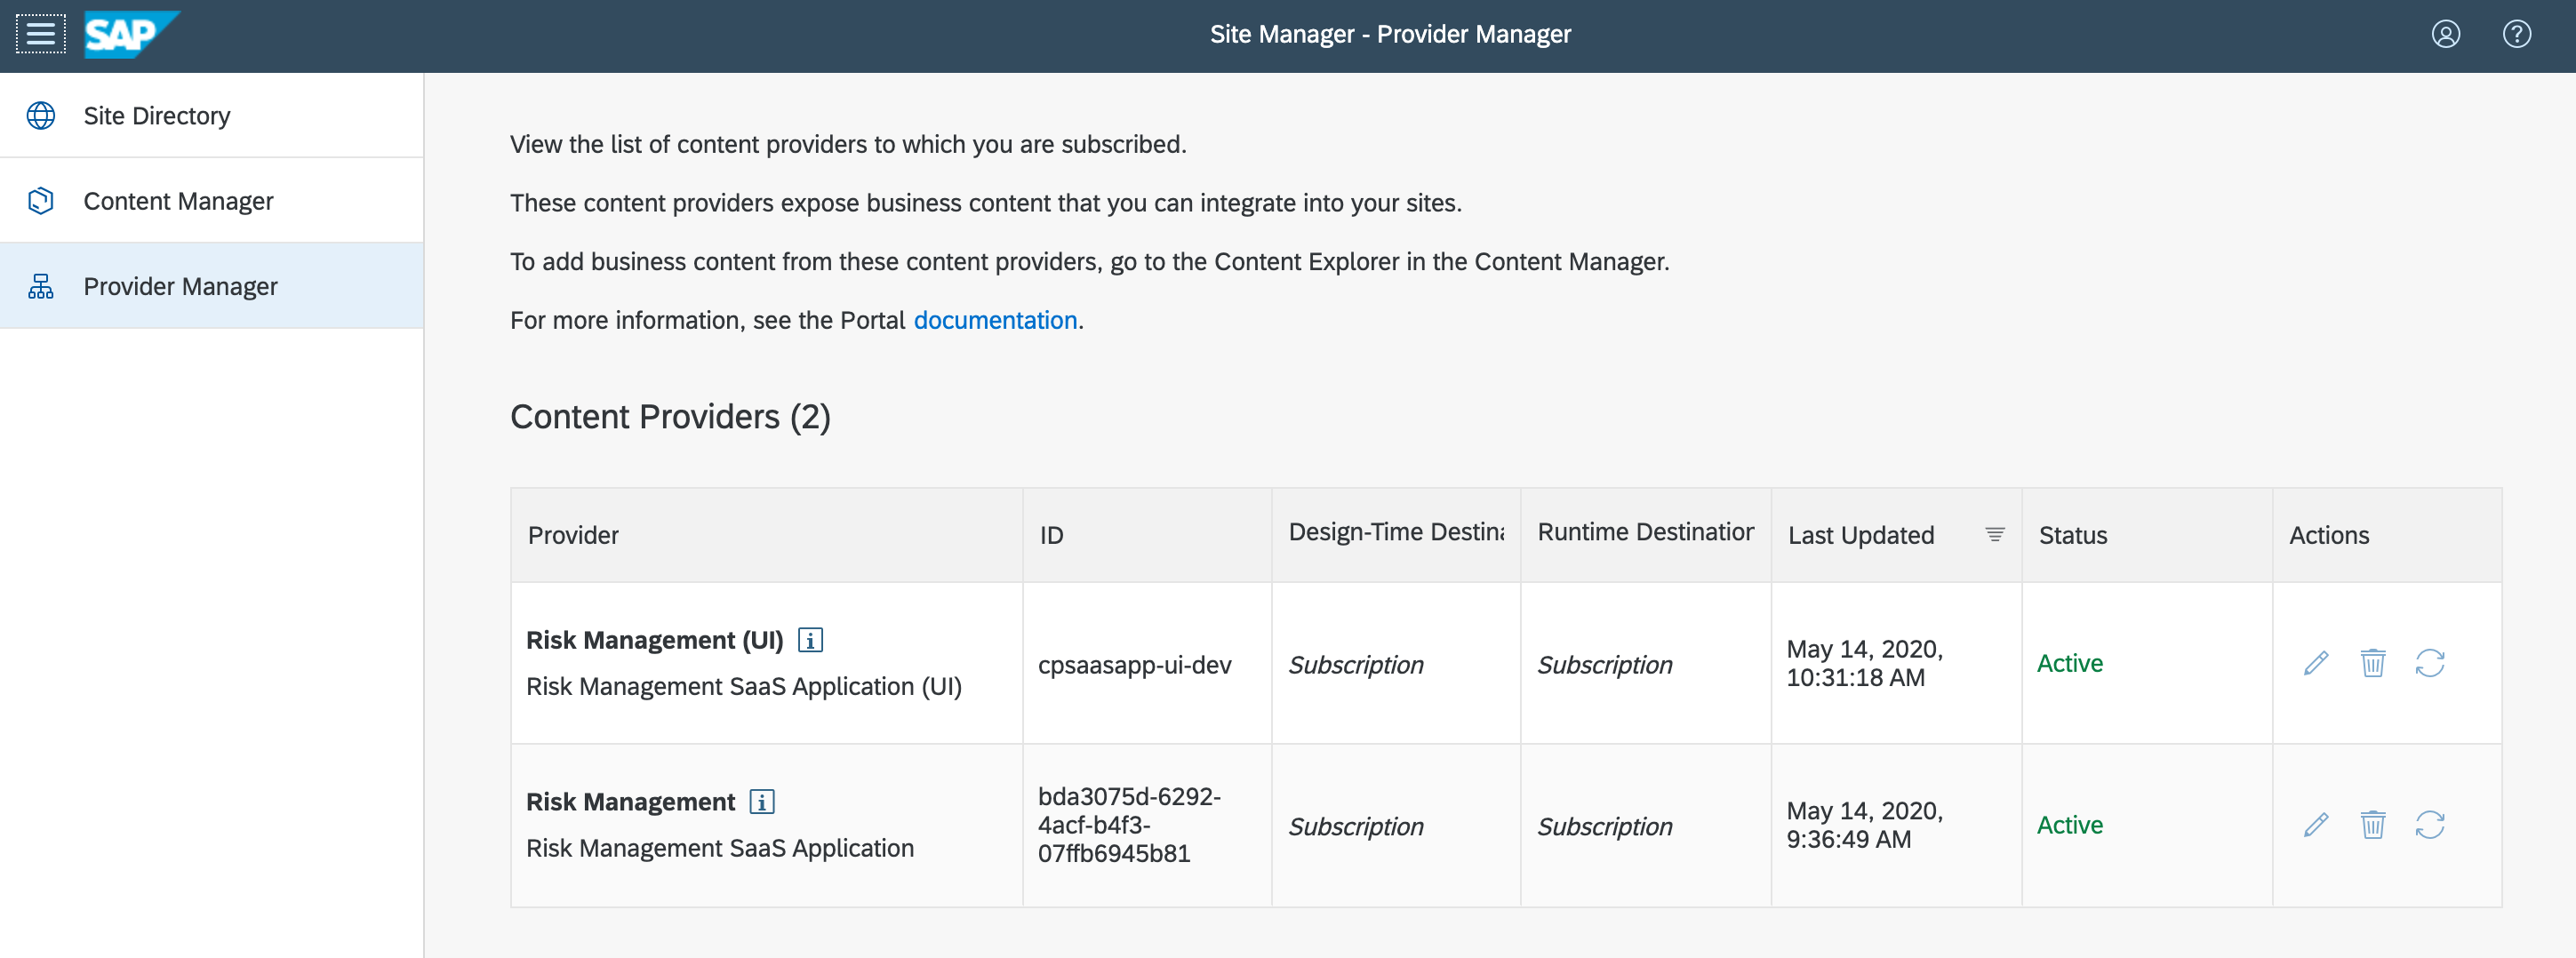 SAP
Site Manager - Provider Manager
Site Directory
Content Manager
Provider Manager
View the list of content providers to which you are subscribed.
These content providers expose business content that you can integrate into your sites.
To add business content from these content providers, go to the Content Explorer in the Content Manager.
For more information, see the Portal documentation.
Content Providers (2)
Provider ID Design-Time Destina Runtime Destination Last Updated Status Actions
Risk Management (UI)
Risk Management SaaS Application (UI)
cpsaasapp-ui-dev
Subscription
Subscription
May 14, 2020,
10:31:18 AM
Active
Risk Management
Risk Management SaaS Application
bda3075d-6292-
4acf-b4f3-
07ffb6945b81
Subscription
Subscription
May 14, 2020,
9:36:49 AM
Active